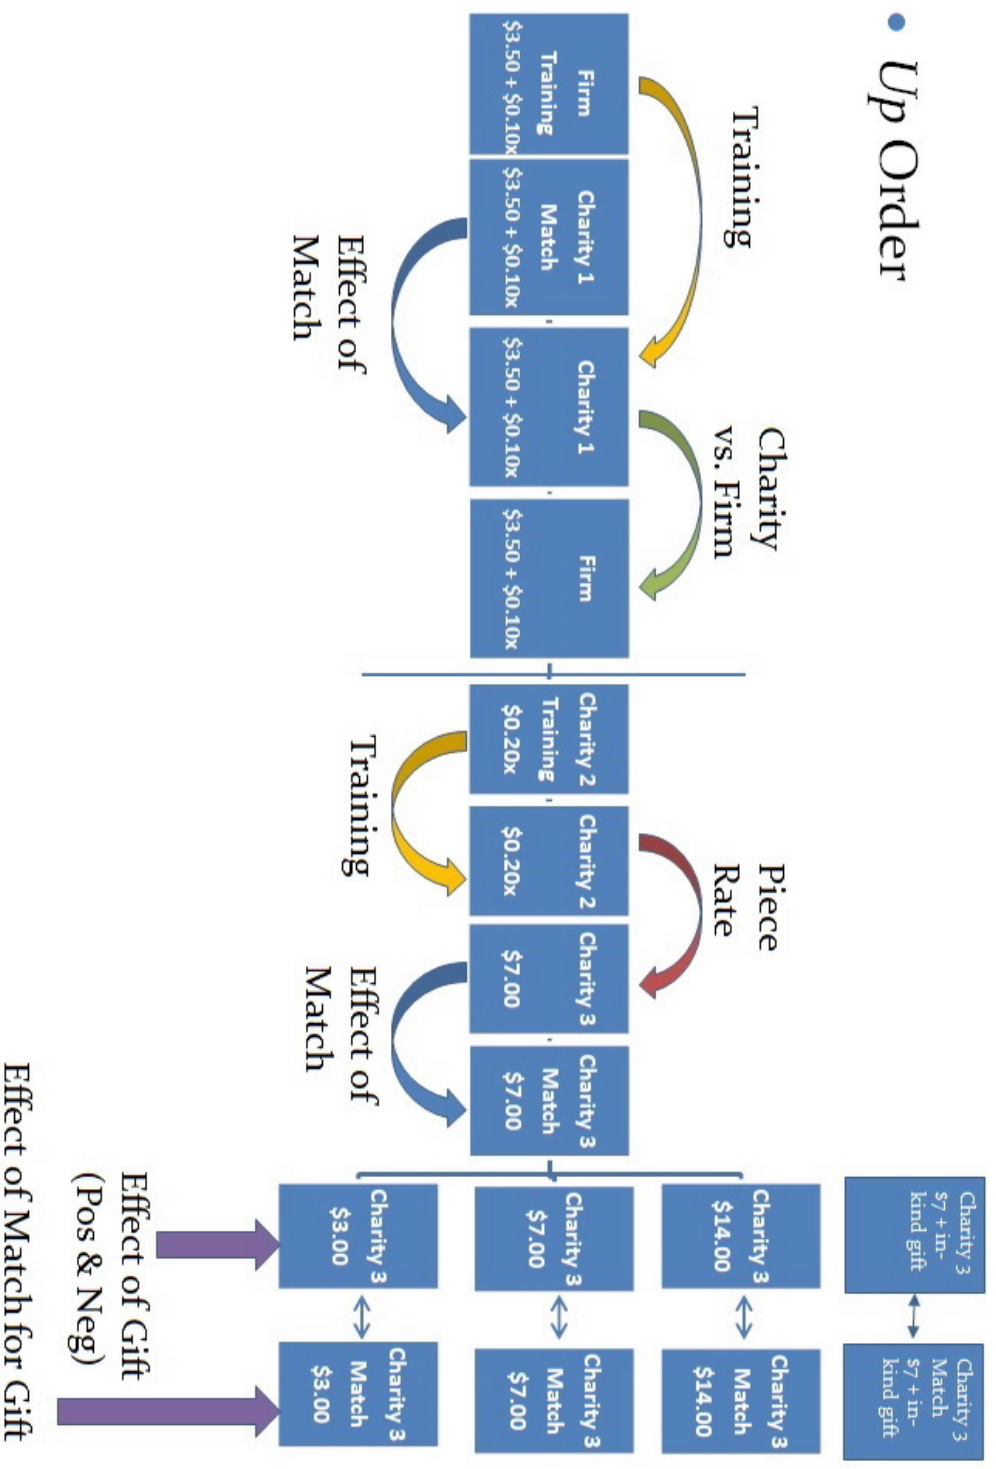 • Up Order
Training
Charity
vs. Firm
Piece
Rate
Firm
Training
$3.50 + $0.10x
Charity 1
Match
$3.50 + $0.10x
Charity 1
$3.50 + $0.10x
Firm
$3.50 + $0.10x
Charity 2
Training
$0.20x
Charity 2
$0.20x
Charity 3
$7.00
Charity 3
Match
$7.00
Effect of
Match
Training
Effect of
Match
Charity 3
$7 + in-
kind gift
Charity 3
Match
$7 + in-
kind gift
Charity 3
$14.00
Charity 3
Match
$14.00
Charity 3
$7.00
Charity 3
Match
$7.00
Charity 3
$3.00
Charity 3
Match
$3.00
Effect of Gift
(Pos & Neg)
Effect of Match for Gift